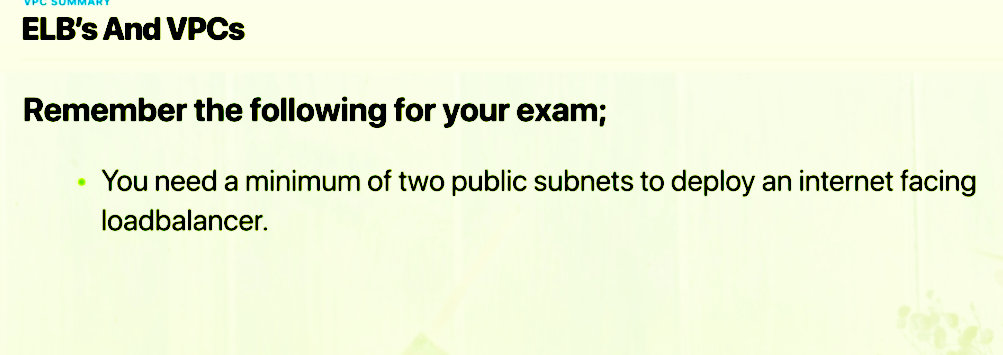 VPC SUMMARY
ELB's And VPCs
Remember the following for your exam;
• You need a minimum of two public subnets to deploy an internet facing
loadbalancer.